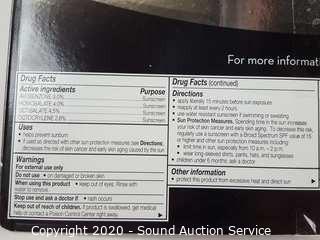 For more informati
Drug Facts
Active ingredients Purpose
AVOBENZONE 3.0% Sunscreen
HOMOSALATE 4.0% Sunscreen
OCTISALATE 4.5% Sunscreen
OCTOCRYLENE 2.8% Sunscreen
Uses
• helps prevent sunburn
• if used as directed with other sun protection measures (see Directions),
decreases the risk of skin cancer and early skin aging caused by the sun
Warnings
For external use only
Do not use • on damaged or broken skin
When using this product • keep out of eyes. Rinse with
water to remove.
Stop use and ask a doctor if • rash occurs
Keep out of reach of children. If product is swallowed, get medical
help or contact a Poison Control Center right away.
Drug Facts (continued)
Directions
• apply liberally 15 minutes before sun exposure
• reapply at least every 2 hours
• use water resistant sunscreen if swimming or sweating
• Sun Protection Measures. Spending time in the sun increases
your risk of skin cancer and early skin aging. To decrease this risk,
regularly use a sunscreen with a Broad Spectrum SPF value of 15
or higher and other sun protection measures including:
• limit time in sun, especially from 10 a.m. - 2 p.m.
• wear long-sleeved shirts, pants, hats, and sunglasses
• children under 6 months: ask a doctor
Other information
• protect this product from excessive heat and direct sun
Copyright 2020 - Sound Auction Service